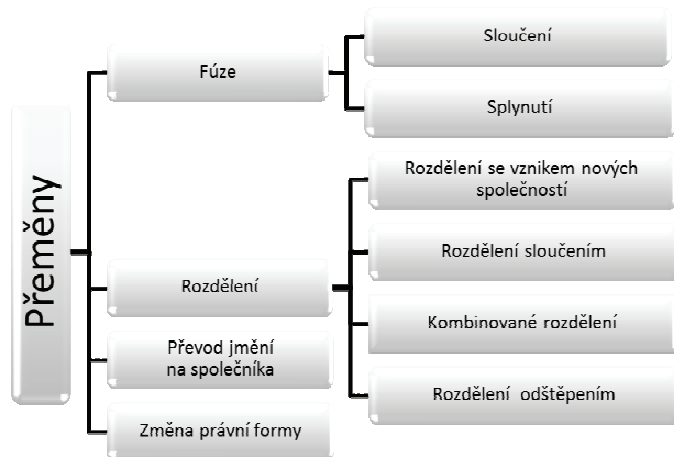 Přeměny
Fúze
Sloučení
Splynutí
Rozdělení
Rozdělení se vznikem nových
společností
Rozdělení sloučením
Kombinované rozdělení
Rozdělení odštěpením
Převod jmění
na společníka
Změna právní formy